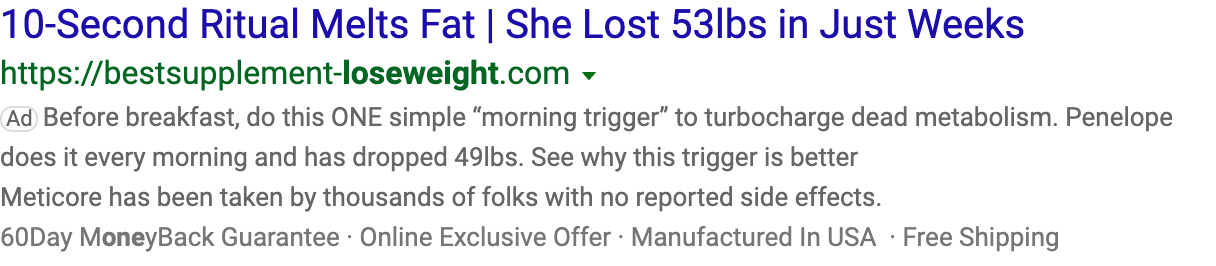 10-Second Ritual Melts Fat | She Lost 53lbs in Just Weeks
https://bestsupplement-loseweight.com
Ad Before breakfast, do this ONE simple “morning trigger” to turbocharge dead metabolism. Penelope
does it every morning and has dropped 49lbs. See why this trigger is better
Meticore has been taken by thousands of folks with no reported side effects.
60Day MoneyBack Guarantee · Online Exclusive Offer · Manufactured In USA · Free Shipping